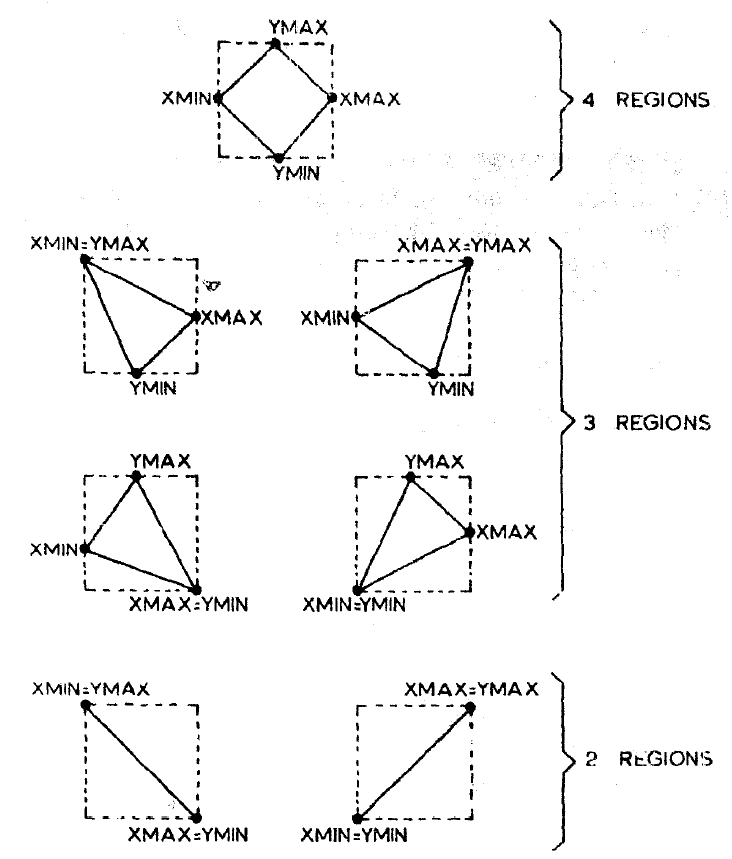 YMAX
XMIN
XMAX
4 REGIONS
YMIN
XMIN=YMAX
XMAX=YMAX
XMAX
XMIN
YMIN
YMIN
3 REGIONS
YMAX
YMAX
XMIN
XMAX
XMAX=YMIN
XMIN=YMIN
XMIN=YMAX
XMAX=YMAX
2 REGIONS
XMAX=YMIN
XMIN=YMIN